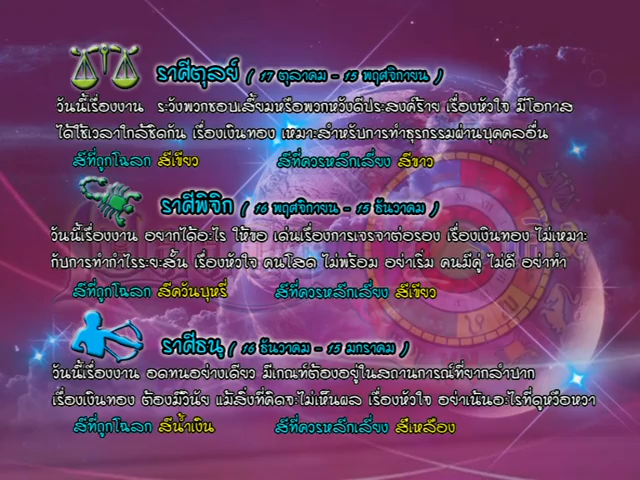 ราศีตุลย์ ( 17 ตุลาคม - 15 พฤศจิกายน )
วันนี้เรื่องงาน ระวังพวกชอบเสี้ยมหรือพวกหวังดีประสงค์ร้าย เรื่องหัวใจ มีโอกาส
ได้ใช้เวลาใกล้ชิดกัน เรื่องเงินทอง เหมาะสำหรับการทำธุรกรรมผ่านบุคคลอื่น
สีที่ถูกโฉลก สีเขียว สีที่ควรหลีกเลี่ยง สีขาว
ราศีพิจิก ( 16 พฤศจิกายน - 15 ธันวาคม )
วันนี้เรื่องงาน อยากได้อะไร ให้ขอ เด่นเรื่องการเจรจาต่อรอง เรื่องเงินทอง ไม่เหมาะ
กับการทำกำไรระยะสั้น เรื่องหัวใจ คนโสด ไม่พร้อม อย่าเริ่ม คนมีคู่ ไม่ดี อย่าทำ
สีที่ถูกโฉลก สีควันบุหรี่ สีที่ควรหลีกเลี่ยง สีเขียว
ราศีธนู ( 16 ธันวาคม - 15 มกราคม )
วันนี้เรื่องงาน อดทนอย่างเดียว มีเกณฑ์ต้องอยู่ในสถานการณ์ที่ยากลำบาก
เรื่องเงินทอง ต้องมีวินัย แม้สิ่งที่คิดจะไม่เห็นผล เรื่องหัวใจ อย่าเน้นอะไรที่ดูหวือหวา
สีที่ถูกโฉลก สีน้ำเงิน สีที่ควรหลีกเลี่ยง สีเหลือง